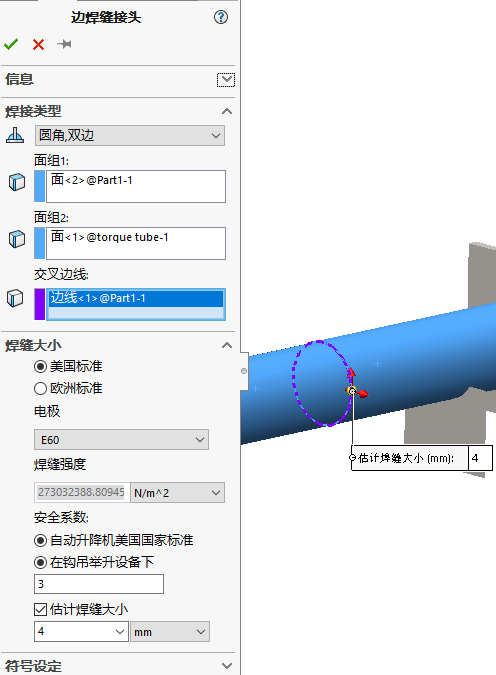 边焊缝接头
信息
焊接类型
圆角,双边
面组1:
面<2>@Part1-1
面组2:
面<1>@torque tube-1
交叉边线:
边线<1>@Part1-1
焊缝大小
美国标准
欧洲标准
电极
E60
焊缝强度
273032388.80945
N/m^2
安全系数:
自动升降机美国国家标准
在钩吊举升设备下
3
估计焊缝大小
4
mm
符号设定
估计焊缝大小 (mm):
4